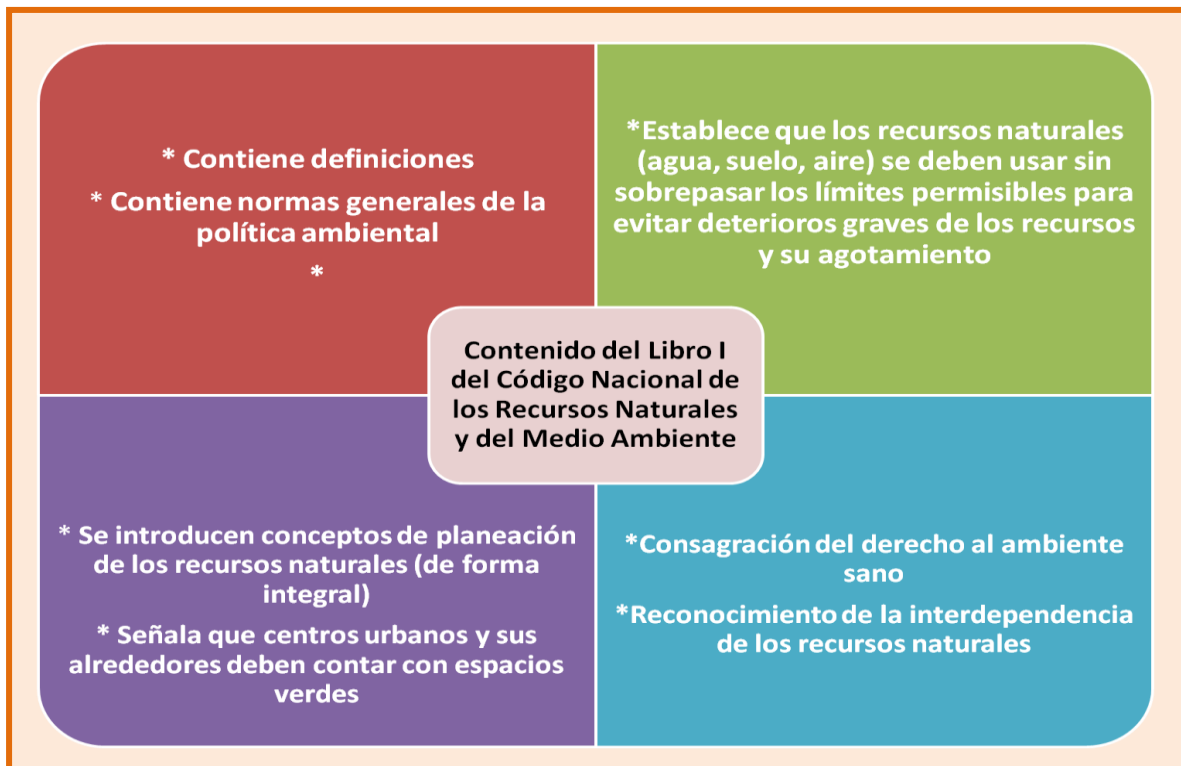 * Contiene definiciones
* Contiene normas generales de la
política ambiental
*
*Establece que los recursos naturales
(agua, suelo, aire) se deben usar sin
sobrepasar los límites permisibles para
evitar deterioros graves de los recursos
y su agotamiento
Contenido del Libro I
del Código Nacional de
los Recursos Naturales
y del Medio Ambiente
* Se introducen conceptos de planeación
de los recursos naturales (de forma
integral)
* Señala que centros urbanos y sus
alrededores deben contar con espacios
verdes
*Consagración del derecho al ambiente
sano
*Reconocimiento de la interdependencia
de los recursos naturales